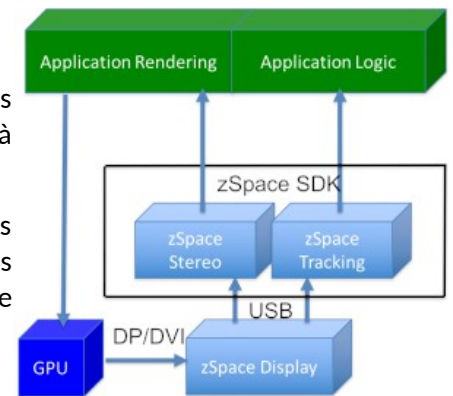 Application Rendering Application Logic
s
à
zSpace SDK
s
zSpace Stereo
zSpace Tracking
s
e
USB
DP/DVI
GPU
zSpace Display